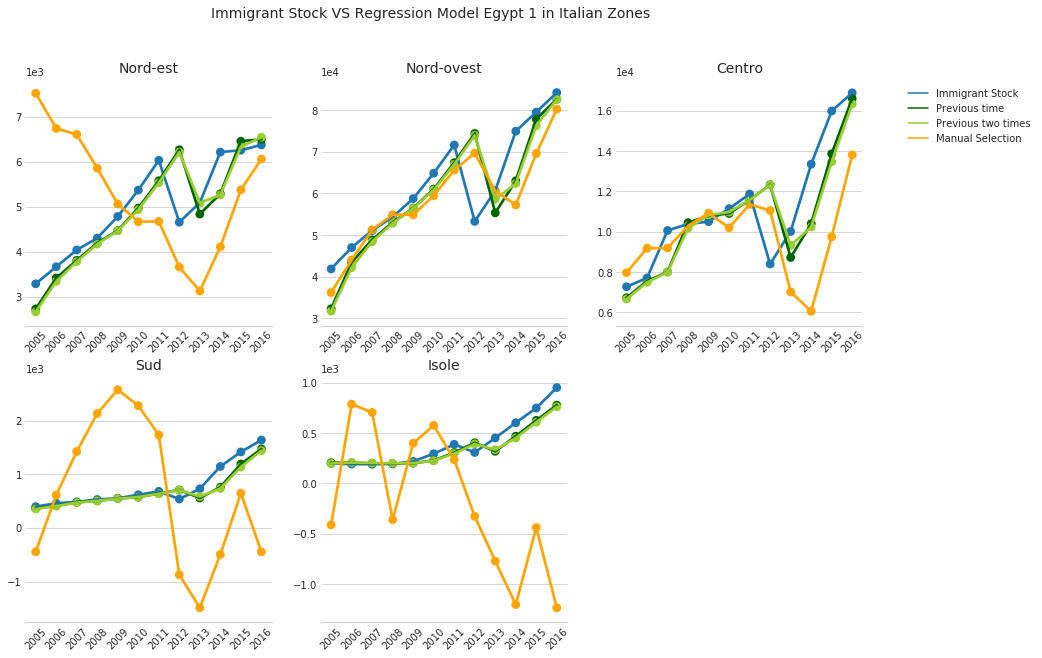 Immigrant Stock VS Regression Model Egypt 1 in Italian Zones
1e3
Nord-est
7
6
5
4
3
2005 2006 2007 2008 2009 2010 2011 2012 2013 2014 2015 2016
1e4
Nord-ovest
8
7
6
5
4
3
2005 2006 2007 2008 2009 2010 2011 2012 2013 2014 2015 2016
1e4
Centro
1.6
1.4
1.2
1.0
0.8
0.6
2005 2006 2007 2008 2009 2010 2011 2012 2013 2014 2015 2016
Immigrant Stock
Previous time
Previous two times
Manual Selection
1e3
Sud
2
1
0
−1
2005 2006 2007 2008 2009 2010 2011 2012 2013 2014 2015 2016
1e3
Isole
1.0
0.5
0.0
−0.5
−1.0
2005 2006 2007 2008 2009 2010 2011 2012 2013 2014 2015 2016